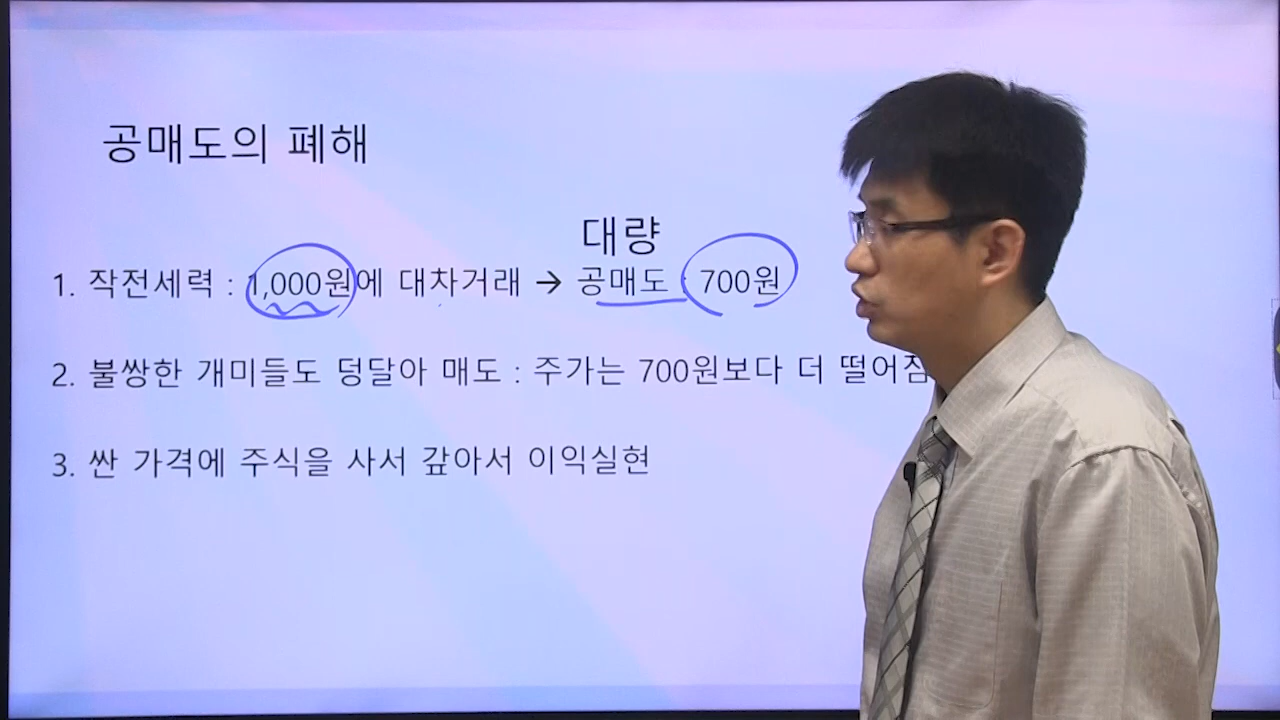 공매도의 폐해
대량
1. 작전세력 : 1,000원에 대차거래 → 공매도 : 700원
2. 불쌍한 개미들도 덩달아 매도 : 주가는 700원보다 더 떨어짐
3. 싼 가격에 주식을 사서 갚아서 이익실현